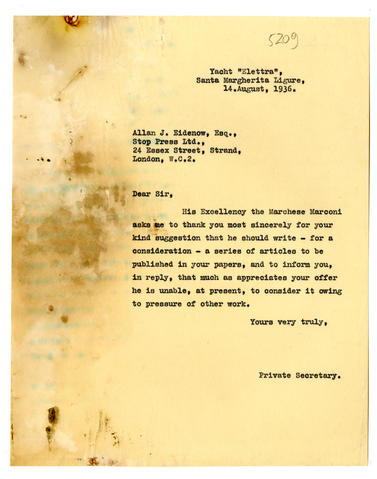 5209
Yacht "Elettra",
Santa Margherita Ligure,
14.August, 1936.
Allan J. Eidenow, Esq.,
Stop Press Ltd.,
24 Essex Street, Strand,
London, W.C.2.
Dear Sir,
His Excellency the Marchese Marconi
asks me to thank you most sincerely for your
kind suggestion that he should write - for a
consideration - a series of articles to be
published in your papers, and to inform you,
in reply, that much as appreciates your offer
he is unable, at present, to consider it owing
to pressure of other work.
Yours very truly,
Private Secretary.